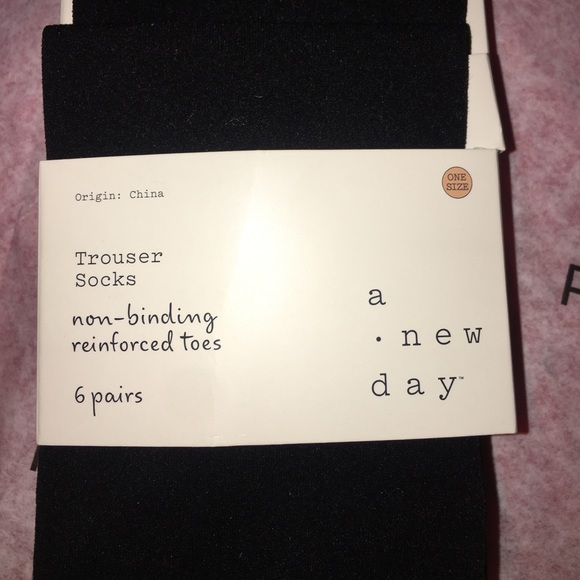 Origin: China
ONE
SIZE
Trouser
Socks
non-binding
reinforced toes
6 pairs
a
· new
day™